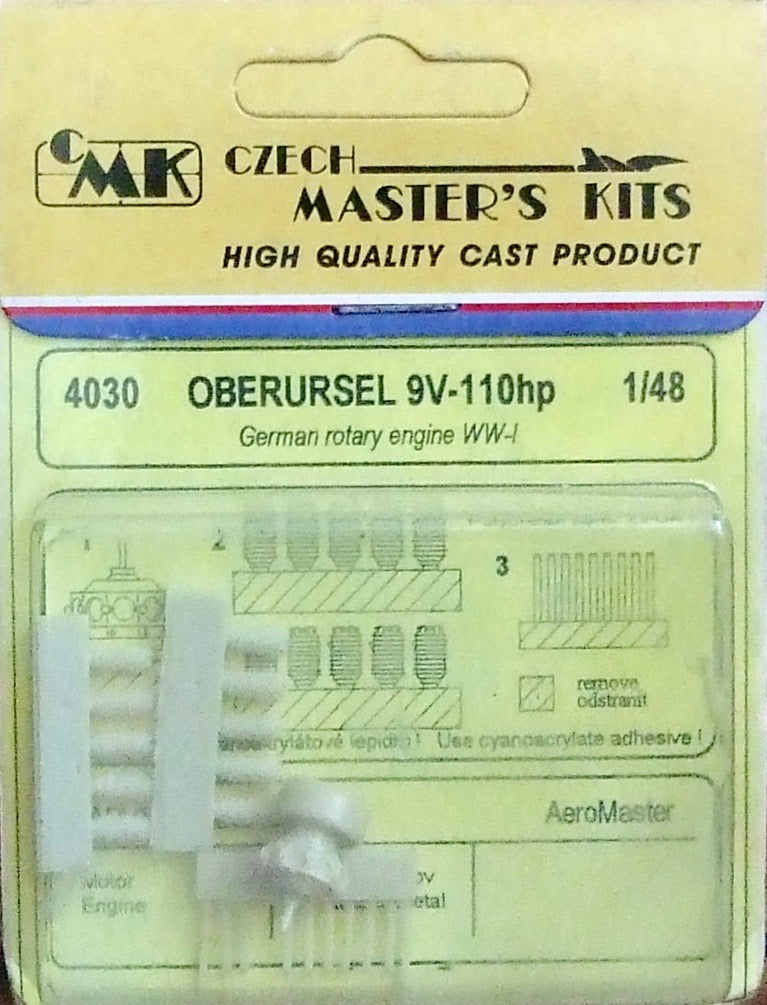 CMK
CZECH
MASTER'S KITS
HIGH QUALITY CAST PRODUCT
4030 OBERURSEL 9V-110hp 1/48
German rotary engine WW-I
1 2
3
remove
odstranit
lepidlo! Use cyanoacrylate adhesive!
AeroMaster
Motor
Engine